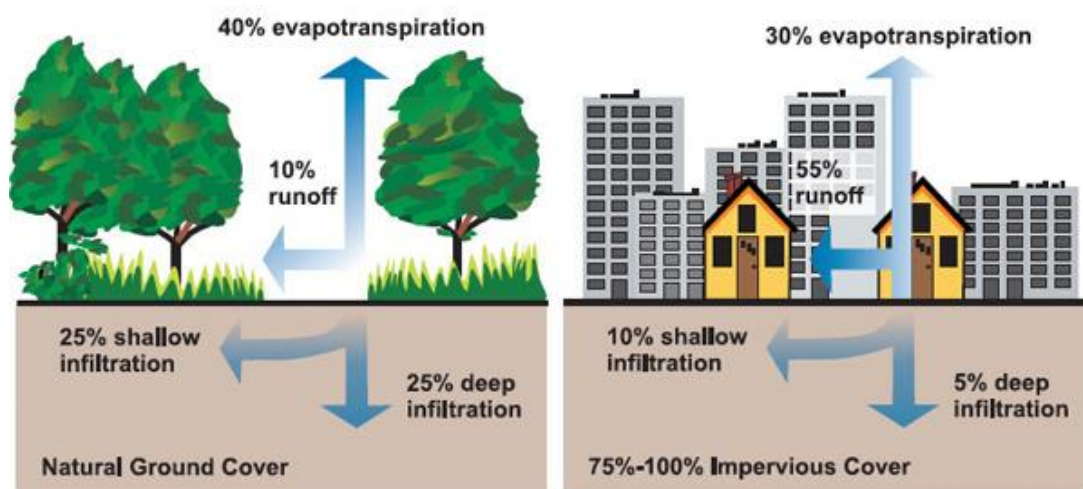 40% evapotranspiration
10%
runoff
25% shallow
infiltration
25% deep
infiltration
Natural Ground Cover
30% evapotranspiration
55%
runoff
10% shallow
infiltration
5% deep
infiltration
75%-100% Impervious Cover